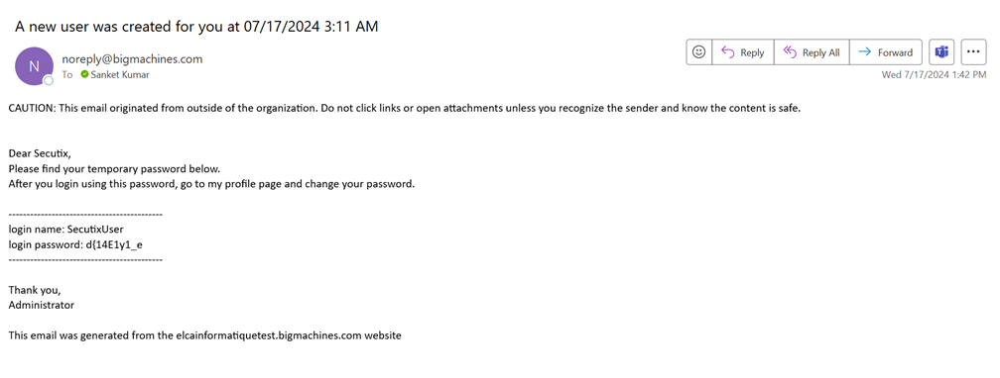 A new user was created for you at 07/17/2024 3:11 AM
N
noreply@bigmachines.com
To Sanket Kumar
Reply
Reply All
Forward
Wed 7/17/2024 1:42 PM
CAUTION: This email originated from outside of the organization. Do not click links or open attachments unless you recognize the sender and know the content is safe.
Dear Secutix,
Please find your temporary password below.
After you login using this password, go to my profile page and change your password.
-------------------------------------------
login name: SecutixUser
login password: d{14E1y1_e
-------------------------------------------
Thank you,
Administrator
This email was generated from the elcainformatiquetest.bigmachines.com website